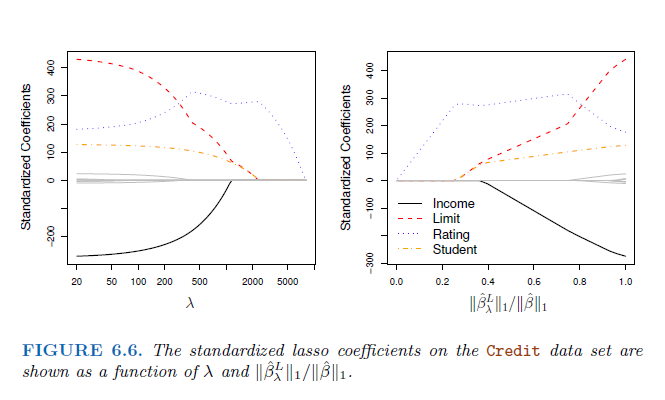 Standardized Coefficients
400
300
200
100
0
−200
20 50 100 200 500 2000 5000
λ
Standardized Coefficients
400
300
200
100
0
−100
−300
Income
Limit
Rating
Student
0.0 0.2 0.4 0.6 0.8 1.0
‖β̂λᴸ‖₁/‖β̂‖₁
FIGURE 6.6. The standardized lasso coefficients on the Credit data set are
shown as a function of λ and ‖β̂λᴸ‖₁/‖β̂‖₁.